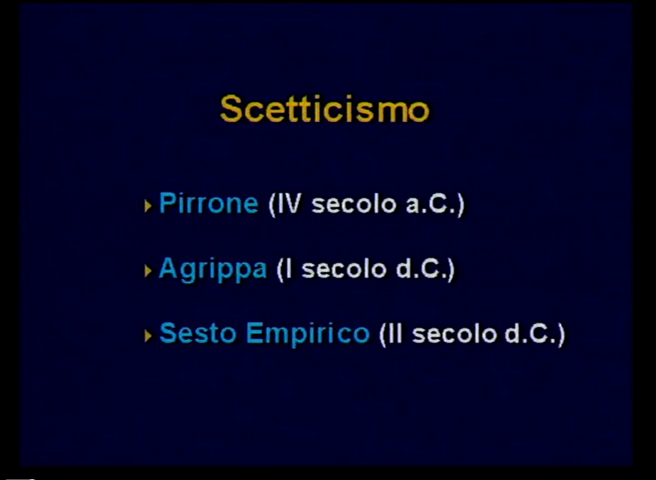 Scetticismo
Pirrone (IV secolo a.C.)
Agrippa (I secolo d.C.)
Sesto Empirico (II secolo d.C.)